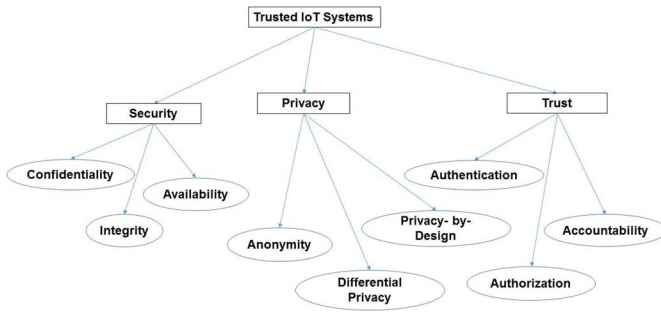 Trusted IoT Systems
Security
Privacy
Trust
Confidentiality
Availability
Integrity
Anonymity
Privacy- by-
Design
Differential
Privacy
Authentication
Accountability
Authorization